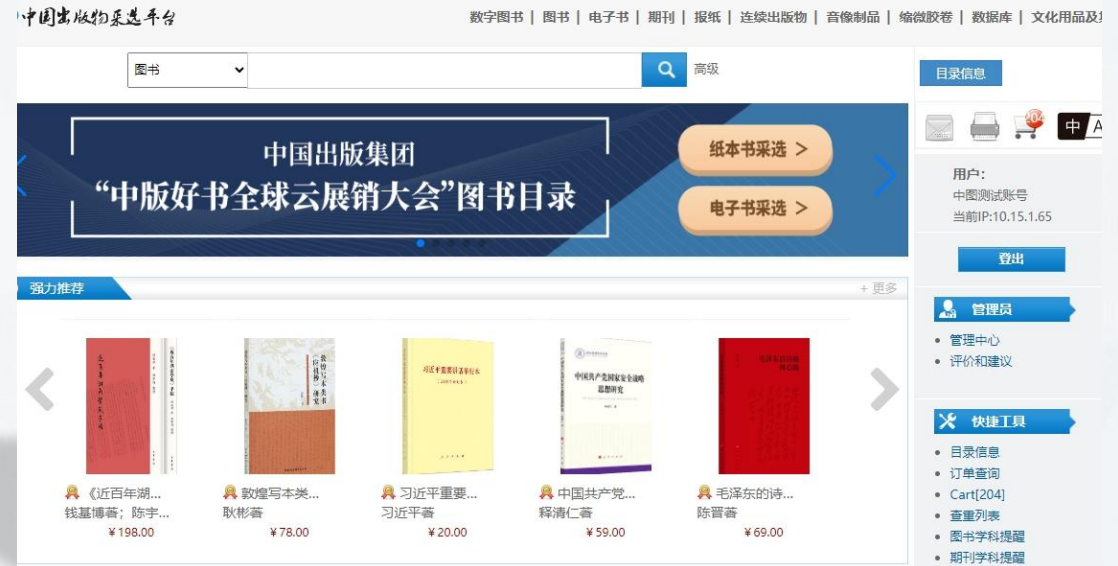 中国出版物采选平台
数字图书 | 图书 | 电子书 | 期刊 | 报纸 | 连续出版物 | 音像制品 | 缩微胶卷 | 数据库 | 文化用品及
图书
高级
目录信息
204
中
中国出版集团
“中版好书全球云展销大会”图书目录
纸本书采选 >
电子书采选 >
用户:
中图测试账号
当前IP:10.15.1.65
登出
强力推荐
+ 更多
管理员
管理中心
评价和建议
习近平重要讲话单行本
中国共产党国家安全战略
思想研究
敦煌写本类书
《应机抄》研究
《近百年湖...
钱基博著；陈宇...
¥198.00
敦煌写本类...
耿彬著
¥78.00
习近平重要...
习近平著
¥20.00
中国共产党...
释清仁著
¥59.00
毛泽东的诗...
陈晋著
¥69.00
快捷工具
目录信息
订单查询
Cart[204]
查重列表
图书学科提醒
期刊学科提醒